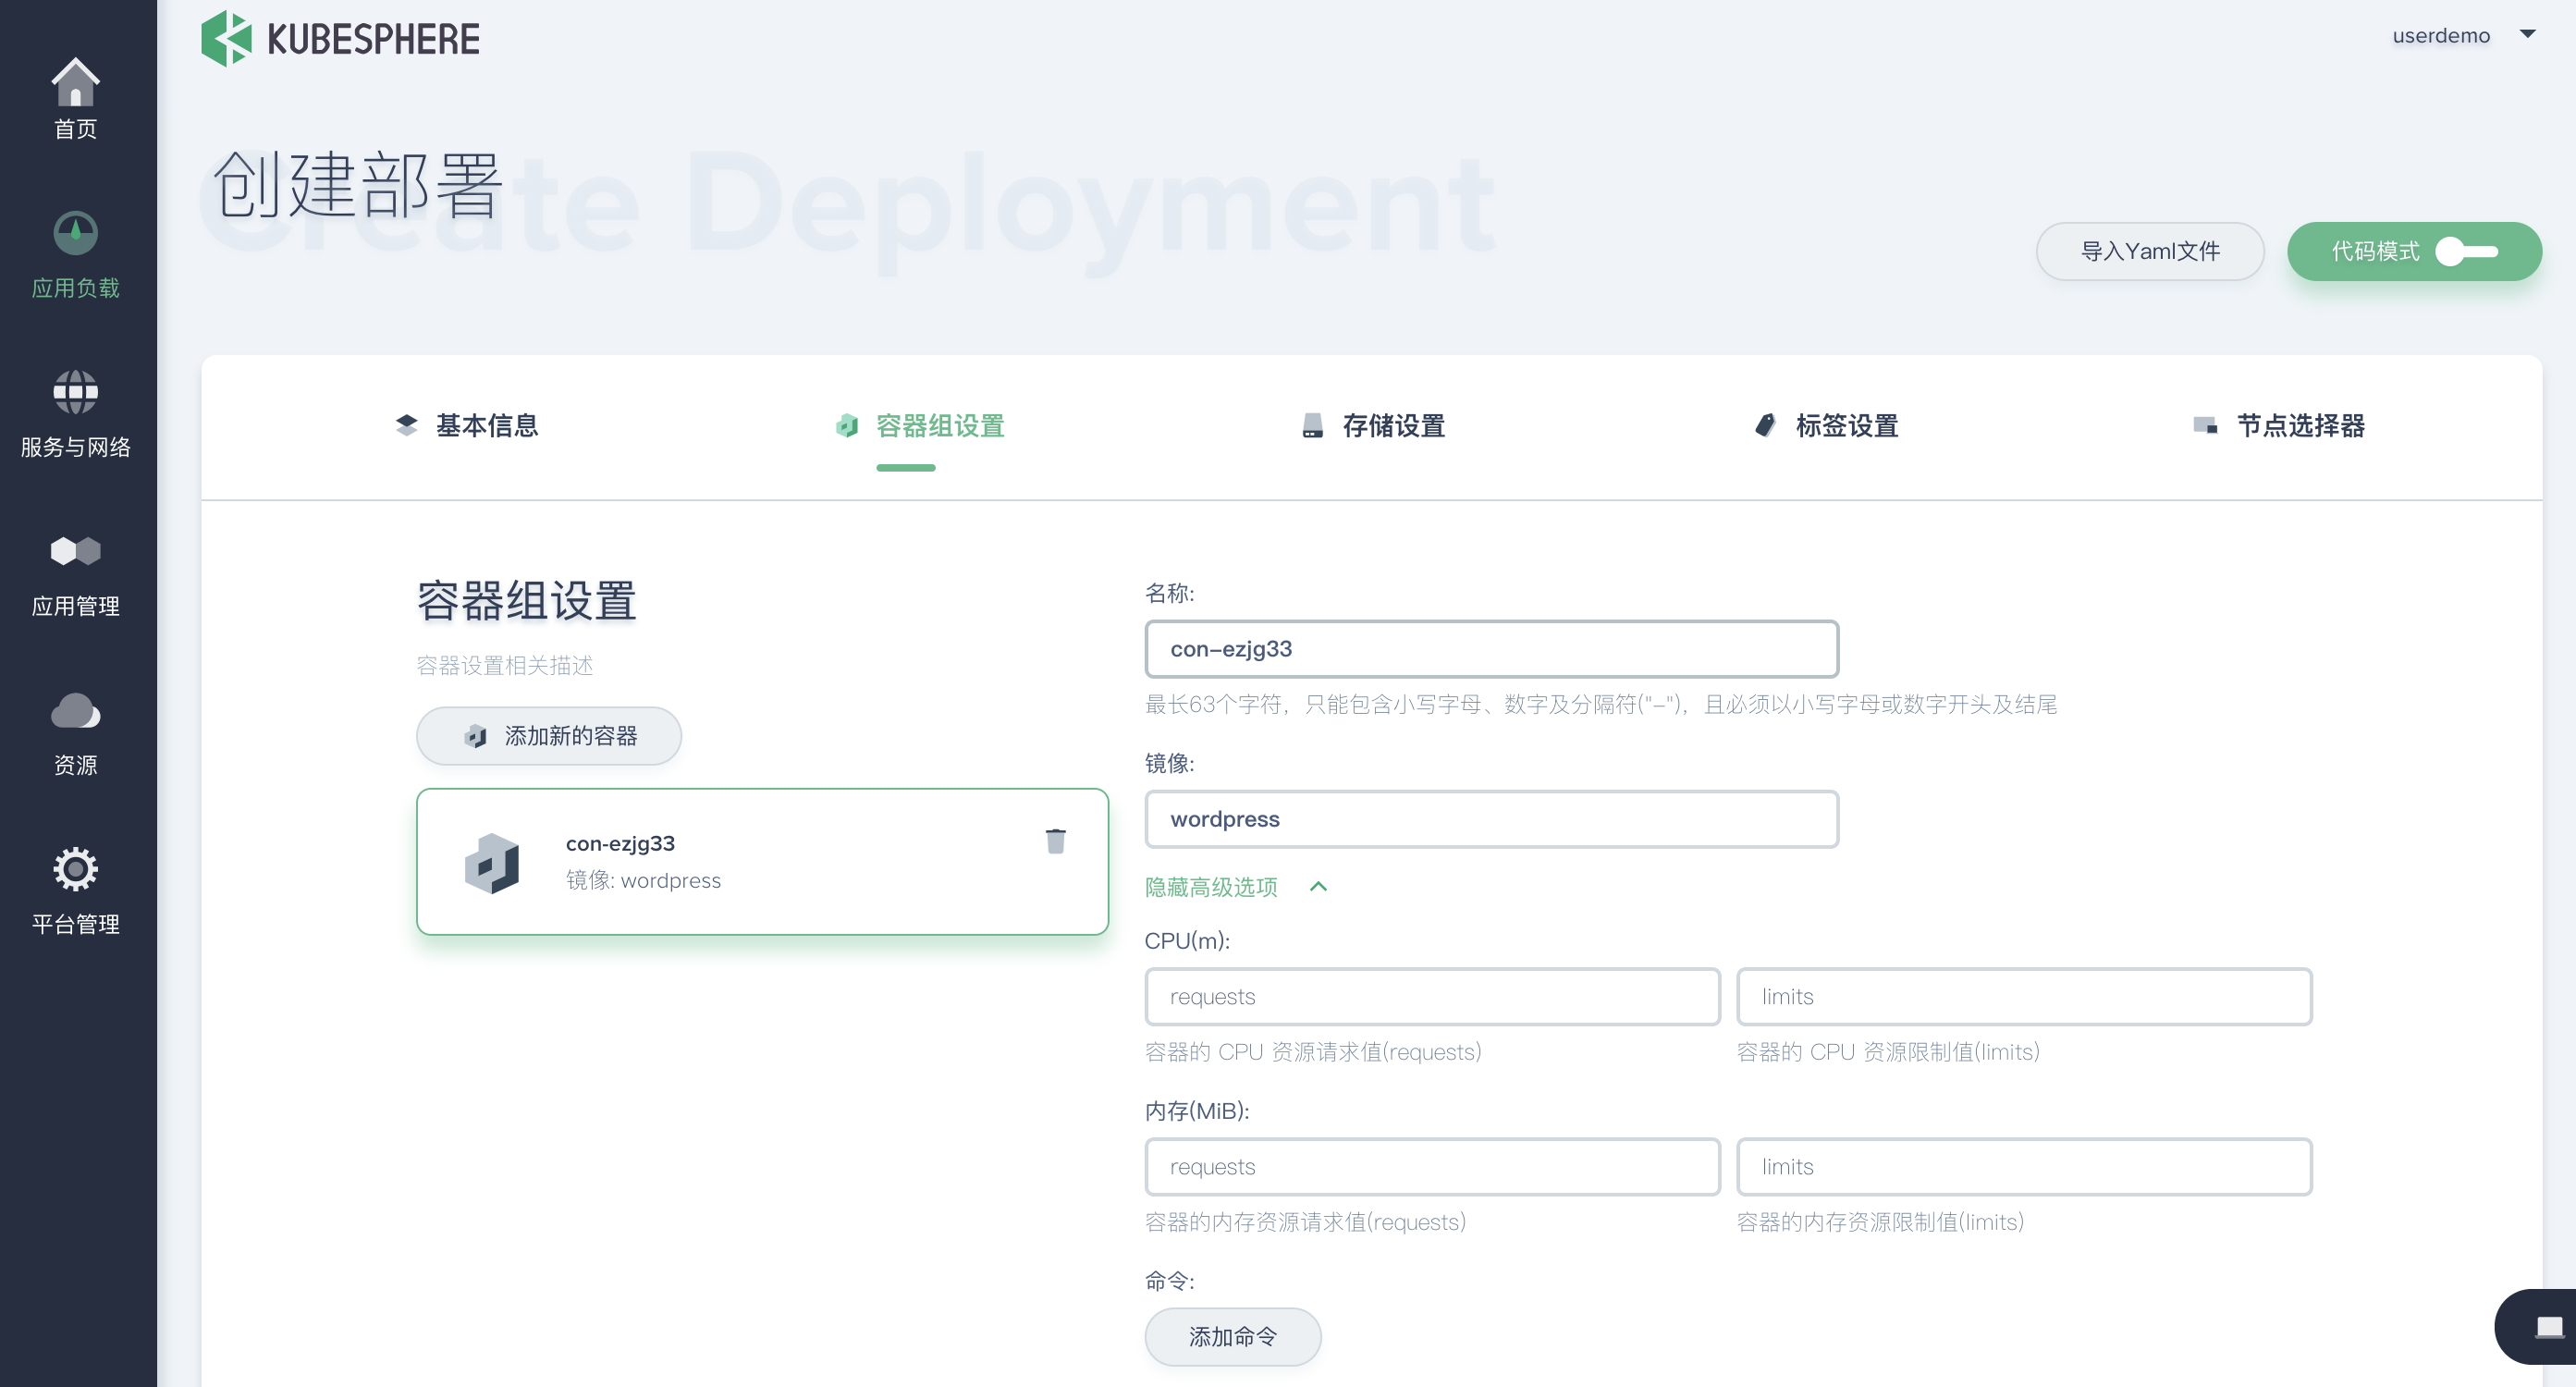 KUBESPHERE
userdemo
首页
应用负载
服务与网络
应用管理
资源
平台管理
Create Deployment
创建部署
导入Yaml文件
代码模式
基本信息
容器组设置
存储设置
标签设置
节点选择器
容器组设置
容器设置相关描述
添加新的容器
con-ezjg33
镜像: wordpress
名称:
con-ezjg33
最长63个字符，只能包含小写字母、数字及分隔符("-")，且必须以小写字母或数字开头及结尾
镜像:
wordpress
隐藏高级选项
CPU(m):
requests
limits
容器的 CPU 资源请求值(requests)
容器的 CPU 资源限制值(limits)
内存(MiB):
requests
limits
容器的内存资源请求值(requests)
容器的内存资源限制值(limits)
命令:
添加命令